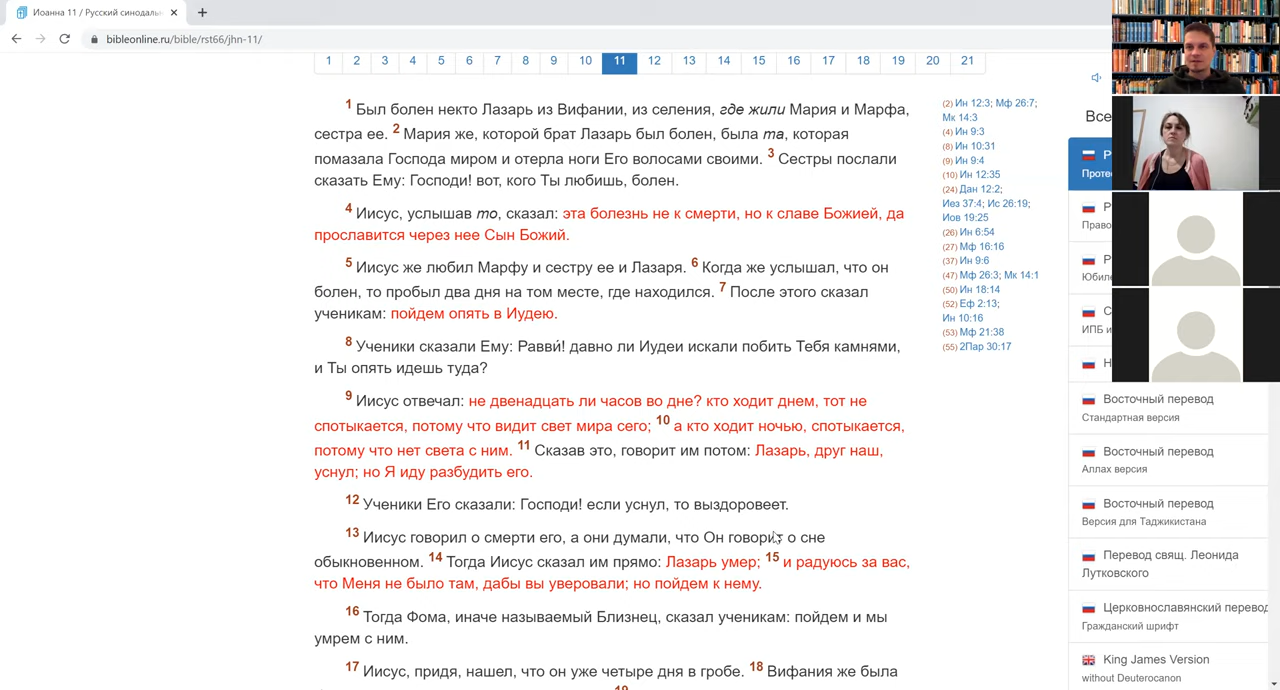 Иоанна 11 / Русский синодальн
bibleonline.ru/bible/rst66/jhn-11/
1 2 3 4 5 6 7 8 9 10 11 12 13 14 15 16 17 18 19 20 21
1 Был болен некто Лазарь из Вифании, из селения, где жили Мария и Марфа,
сестра ее. 2 Мария же, которой брат Лазарь был болен, была та, которая
помазала Господа миром и отерла ноги Его волосами своими. 3 Сестры послали
сказать Ему: Господи! вот, кого Ты любишь, болен.
4 Иисус, услышав то, сказал: эта болезнь не к смерти, но к славе Божией, да
прославится через нее Сын Божий.
5 Иисус же любил Марфу и сестру ее и Лазаря. 6 Когда же услышал, что он
болен, то пробыл два дня на том месте, где находился. 7 После этого сказал
ученикам: пойдем опять в Иудею.
8 Ученики сказали Ему: Равви́! давно ли Иудеи искали побить Тебя камнями,
и Ты опять идешь туда?
9 Иисус отвечал: не двенадцать ли часов во дне? кто ходит днем, тот не
спотыкается, потому что видит свет мира сего; 10 а кто ходит ночью, спотыкается,
потому что нет света с ним. 11 Сказав это, говорит им потом: Лазарь, друг наш,
уснул; но Я иду разбудить его.
12 Ученики Его сказали: Господи! если уснул, то выздоровеет.
13 Иисус говорил о смерти его, а они думали, что Он говорит о сне
обыкновенном. 14 Тогда Иисус сказал им прямо: Лазарь умер; 15 и радуюсь за вас,
что Меня не было там, дабы вы уверовали; но пойдем к нему.
16 Тогда Фома, иначе называемый Близнец, сказал ученикам: пойдем и мы
умрем с ним.
17 Иисус, придя, нашел, что он уже четыре дня в гробе. 18 Вифания же была
19
(2) Ин 12:3; Мф 26:7;
Мк 14:3
(4) Ин 9:3
(8) Ин 10:31
(9) Ин 9:4
(10) Ин 12:35
(24) Дан 12:2;
Иез 37:4; Ис 26:19;
Иов 19:25
(26) Ин 6:54
(27) Мф 16:16
(37) Ин 9:6
(47) Мф 26:3; Мк 14:1
(50) Ин 18:14
(52) Еф 2:13;
Ин 10:16
(53) Мф 21:38
(55) 2Пар 30:17
Все
Р
Проте
Р
Право
Р
Юбиле
С
ИПБ и
Н
Восточный перевод
Стандартная версия
Восточный перевод
Аллах версия
Восточный перевод
Версия для Таджикистана
Перевод свящ. Леонида
Лутковского
Церковнославянский перевод
Гражданский шрифт
King James Version
without Deuterocanon